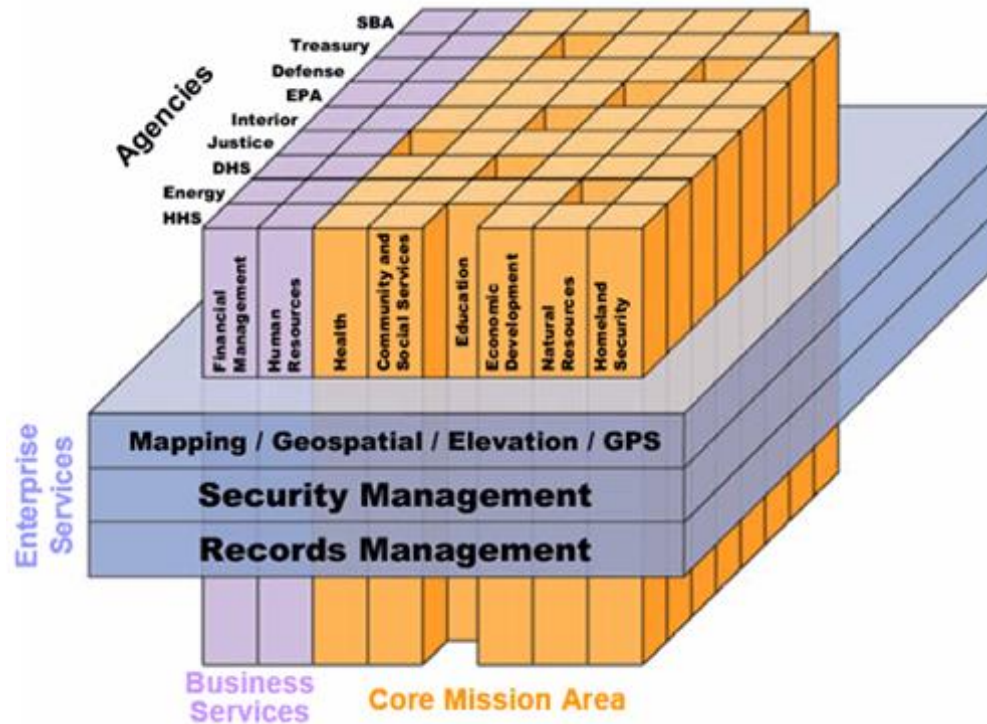 SBA
Treasury
Defense
EPA
Interior
Justice
DHS
Energy
HHS
Agencies
Financial
Management
Human
Resources
Health
Community and
Social Services
Education
Economic
Development
Natural
Resources
Homeland
Security
Enterprise
Services
Mapping / Geospatial / Elevation / GPS
Security Management
Records Management
Business
Services
Core Mission Area